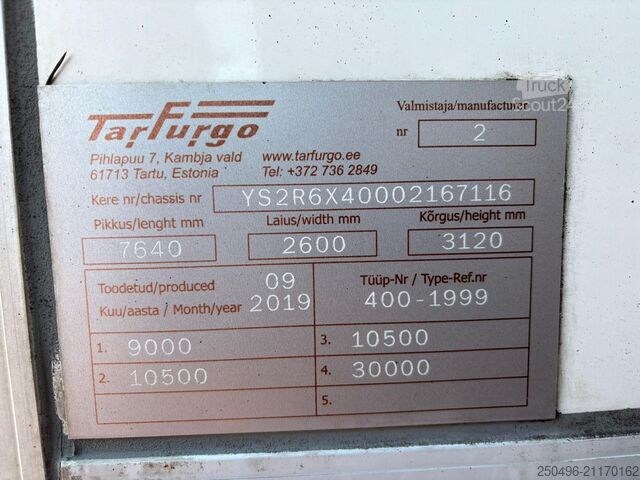 TarFurgo
Valmistaja/manufacturer
Truck
Scout24
nr 2
Pihlapuu 7, Kambja vald www.tarfurgo.ee
61713 Tartu, Estonia Tel: +372 736 2849
Kere nr/chassis nr YS2R6X40002167116
Pikkus/lenght mm Laius/width mm Kõrgus/height mm
7640 2600 3120
Toodetud/produced 09 Tüüp-Nr / Type-Ref.nr
Kuu/aasta / Month/year 2019 400-1999
1. 9000 3. 10500
2. 10500 4. 30000
5.
250496-21170162